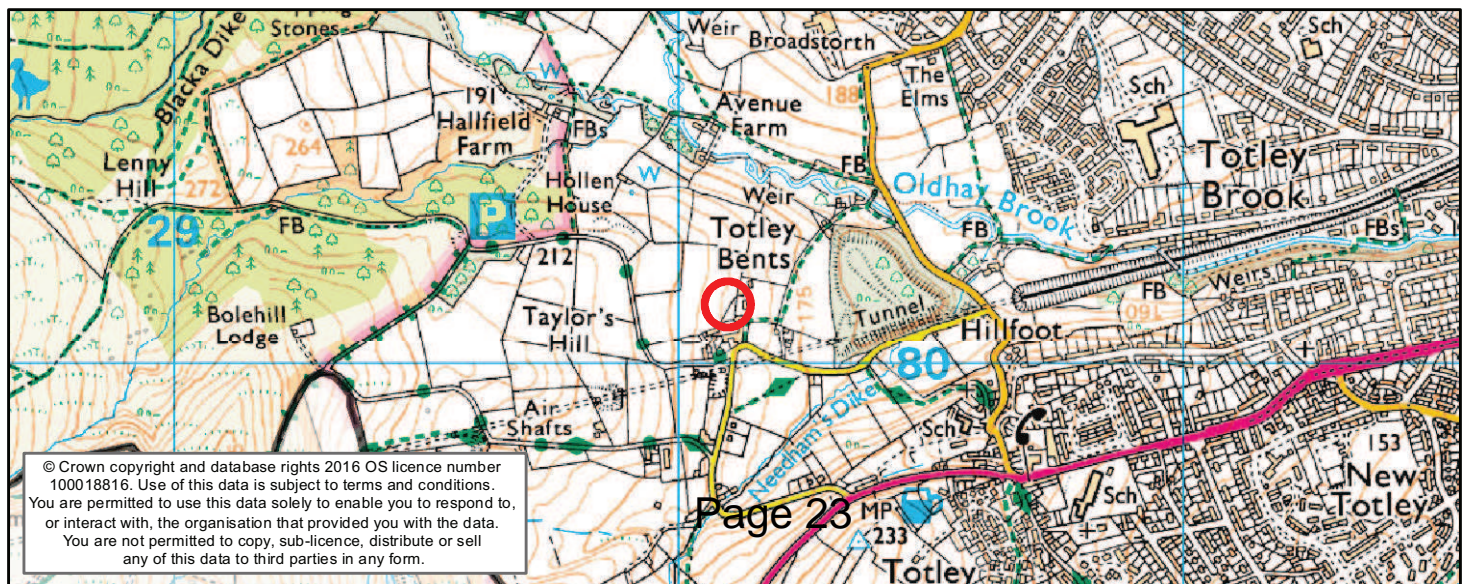 Stones
Blacka Dike
Weir
Broadstorth
Sch
Sch
W
The
Elms
191
188
Avenue
Farm
Hallfield
Farm
264
FBs
Totley
Brook
Lenny
Hill
272
Hollen
House
W
FB
Weir
Oldhay Brook
P
29
FB
Totley
Bents
FB
FBs
212
175
Weirs
FB
160
Bolehill
Lodge
Taylor's
Hill
Tunnel
Hillfoot
80
Air
Shafts
Needham's Dike
Sch
153
New
Totley
Sch
MP
233
Totley
Page 23
© Crown copyright and database rights 2016 OS licence number
100018816. Use of this data is subject to terms and conditions.
You are permitted to use this data solely to enable you to respond to,
or interact with, the organisation that provided you with the data.
You are not permitted to copy, sub-licence, distribute or sell
any of this data to third parties in any form.